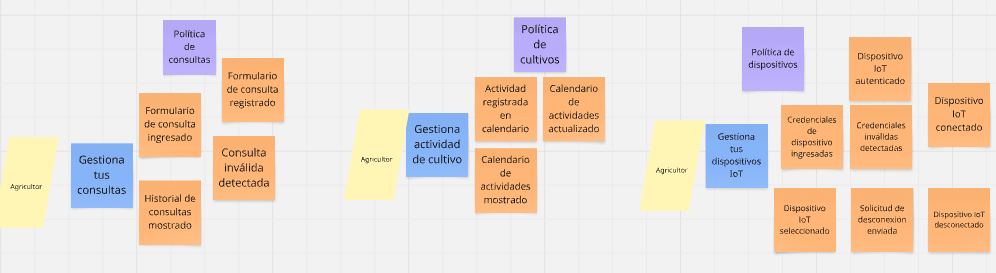 Política
de
consultas
Formulario
de consulta
registrado
Formulario
de consulta
ingresado
Agricultor
Gestiona
tus
consultas
Consulta
inválida
detectada
Historial de
consultas
mostrado
Política
de
cultivos
Actividad
registrada
en
calendario
Calendario
de
actividades
actualizado
Agricultor
Gestiona
actividad
de cultivo
Calendario
de
actividades
mostrado
Política de
dispositivos
Dispositivo
IoT
autenticado
Dispositivo
IoT
conectado
Credenciales
de
dispositivo
ingresadas
Credenciales
inválidas
detectadas
Agricultor
Gestiona
tus
dispositivos
IoT
Dispositivo
IoT
seleccionado
Solicitud de
desconexion
enviada
Dispositivo IoT
desconectado